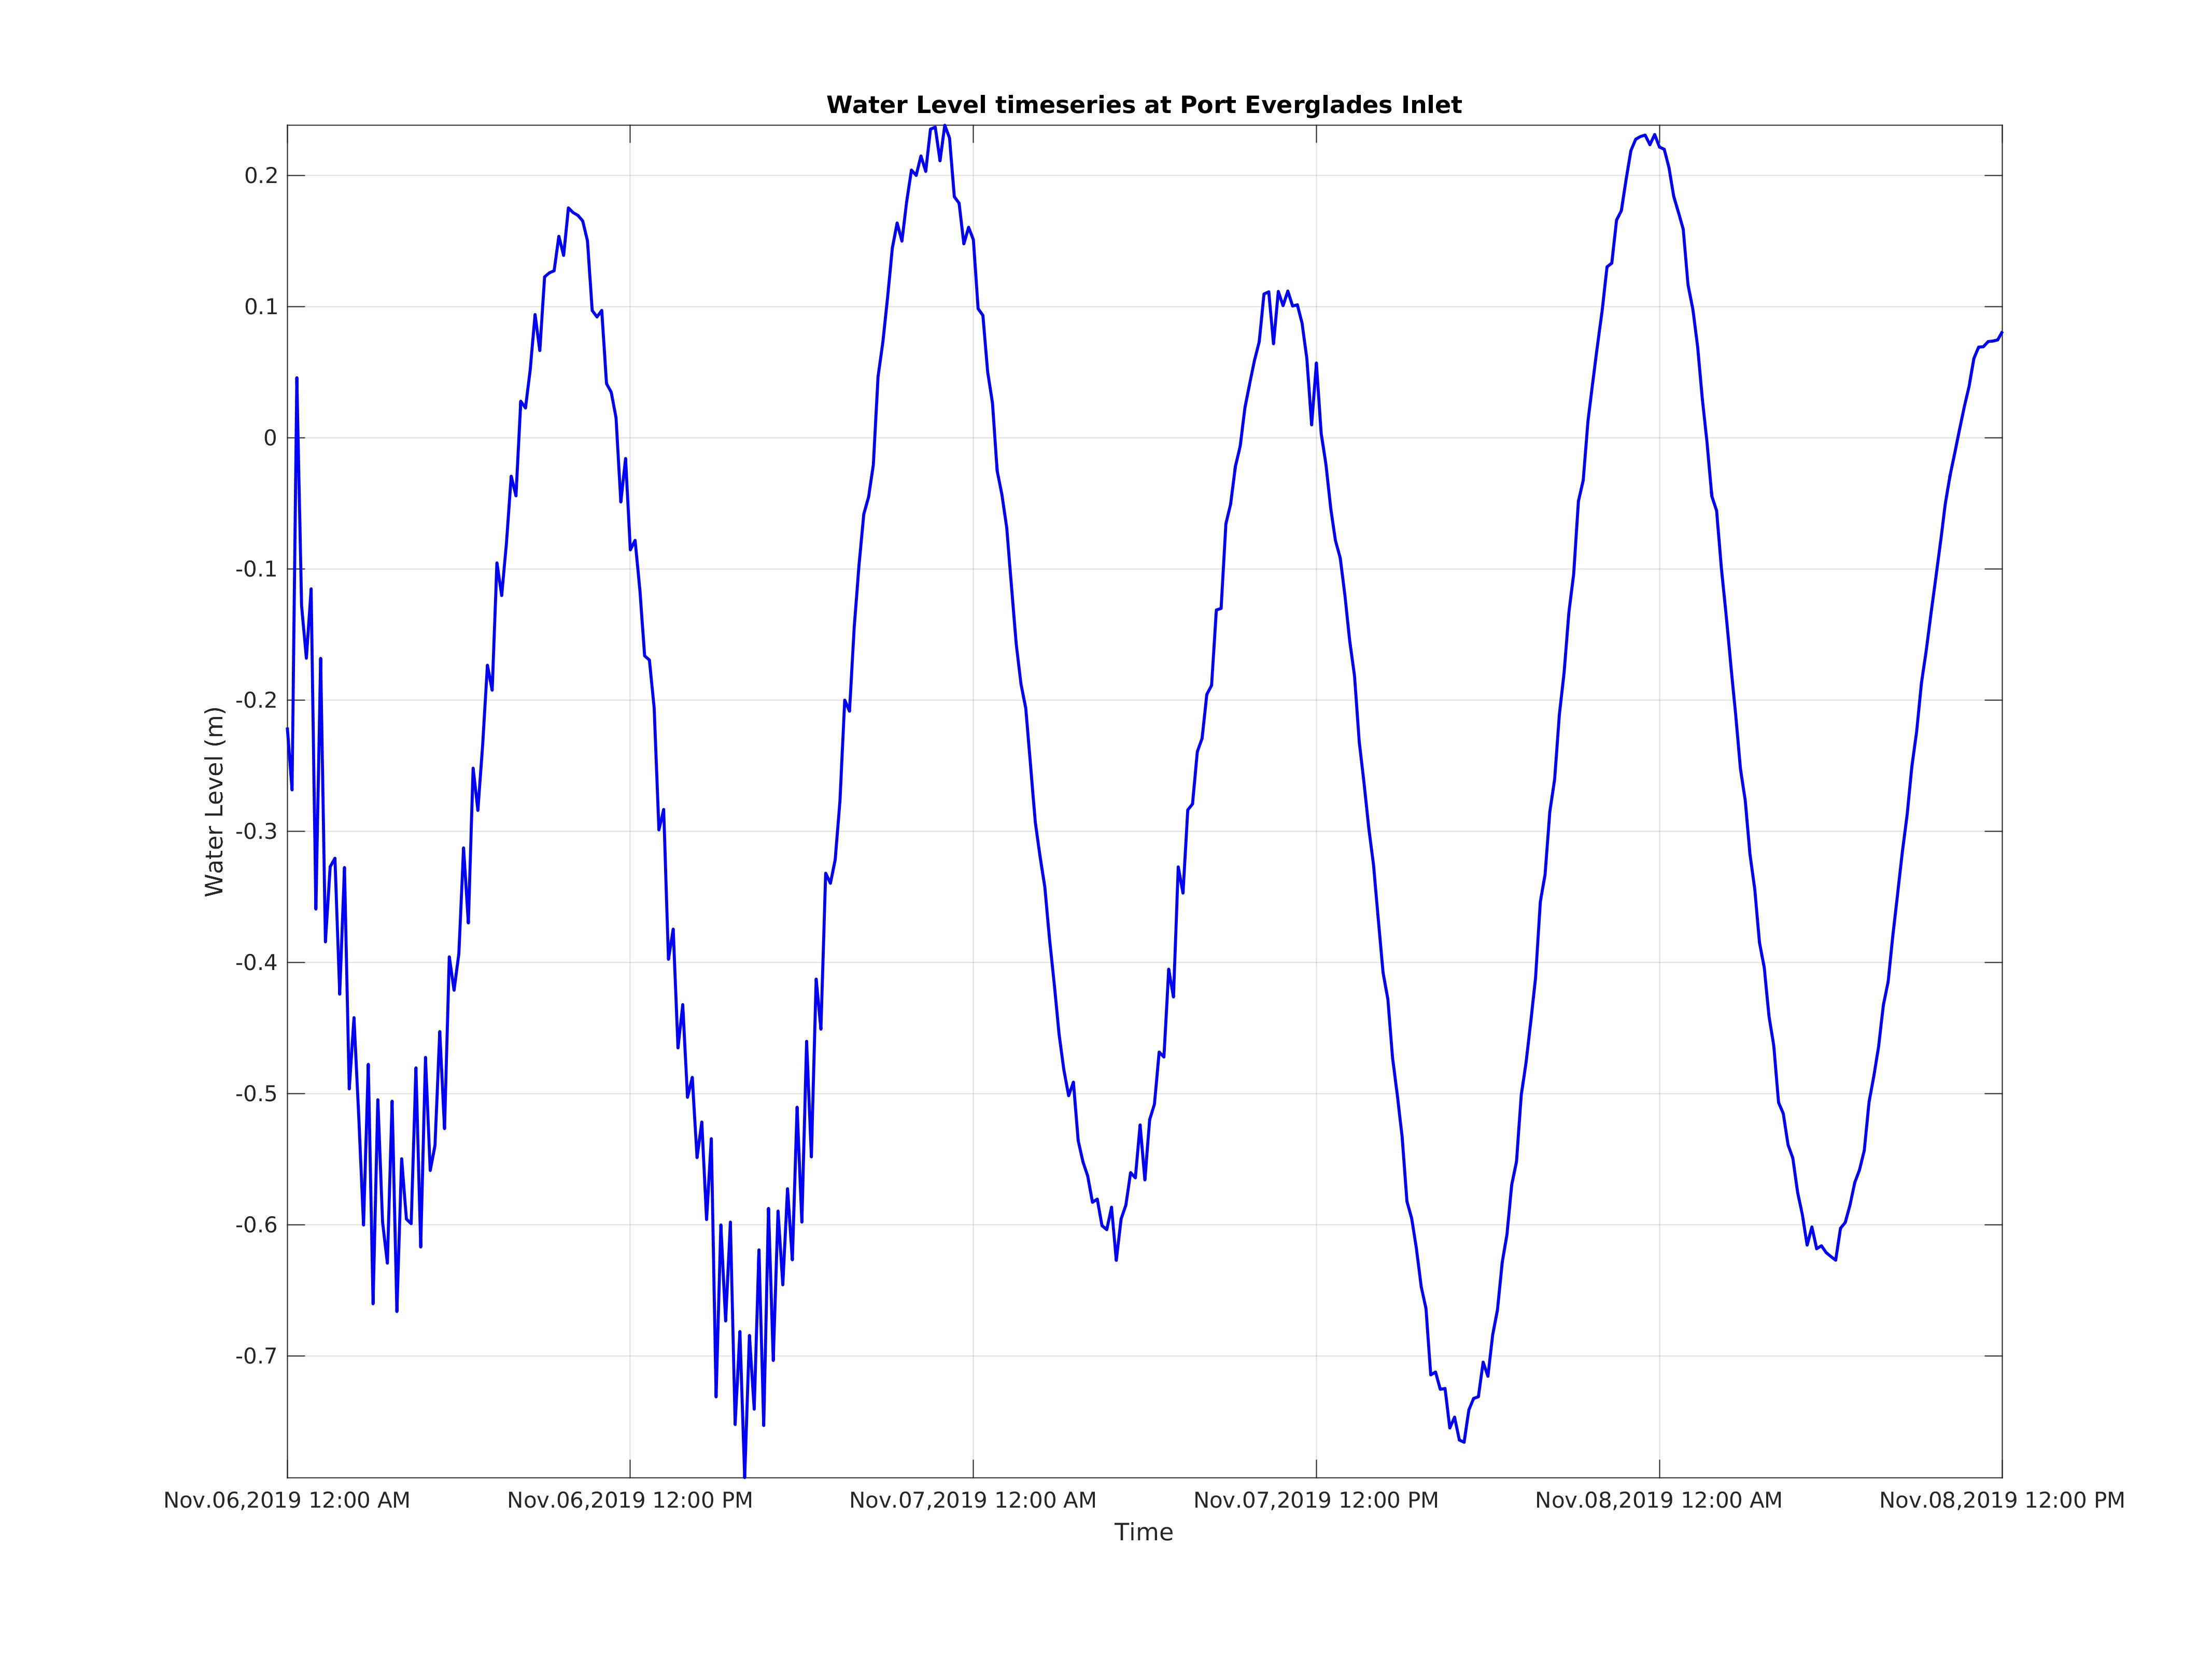 Water Level timeseries at Port Everglades Inlet
0.2
0.1
0
-0.1
-0.2
-0.3
-0.4
-0.5
-0.6
-0.7
Water Level (m)
Nov.06,2019 12:00 AM Nov.06,2019 12:00 PM Nov.07,2019 12:00 AM Nov.07,2019 12:00 PM Nov.08,2019 12:00 AM Nov.08,2019 12:00 PM
Time